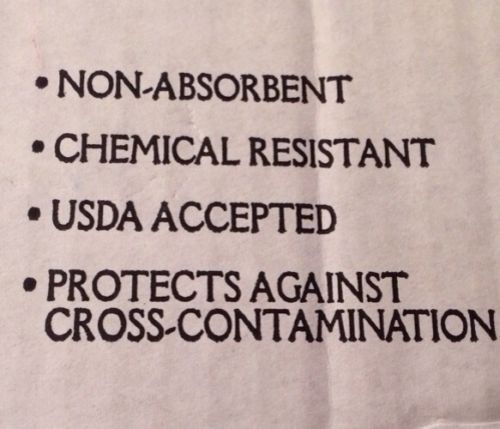 • NON-ABSORBENT
• CHEMICAL RESISTANT
• USDA ACCEPTED
• PROTECTS AGAINST
CROSS-CONTAMINATION